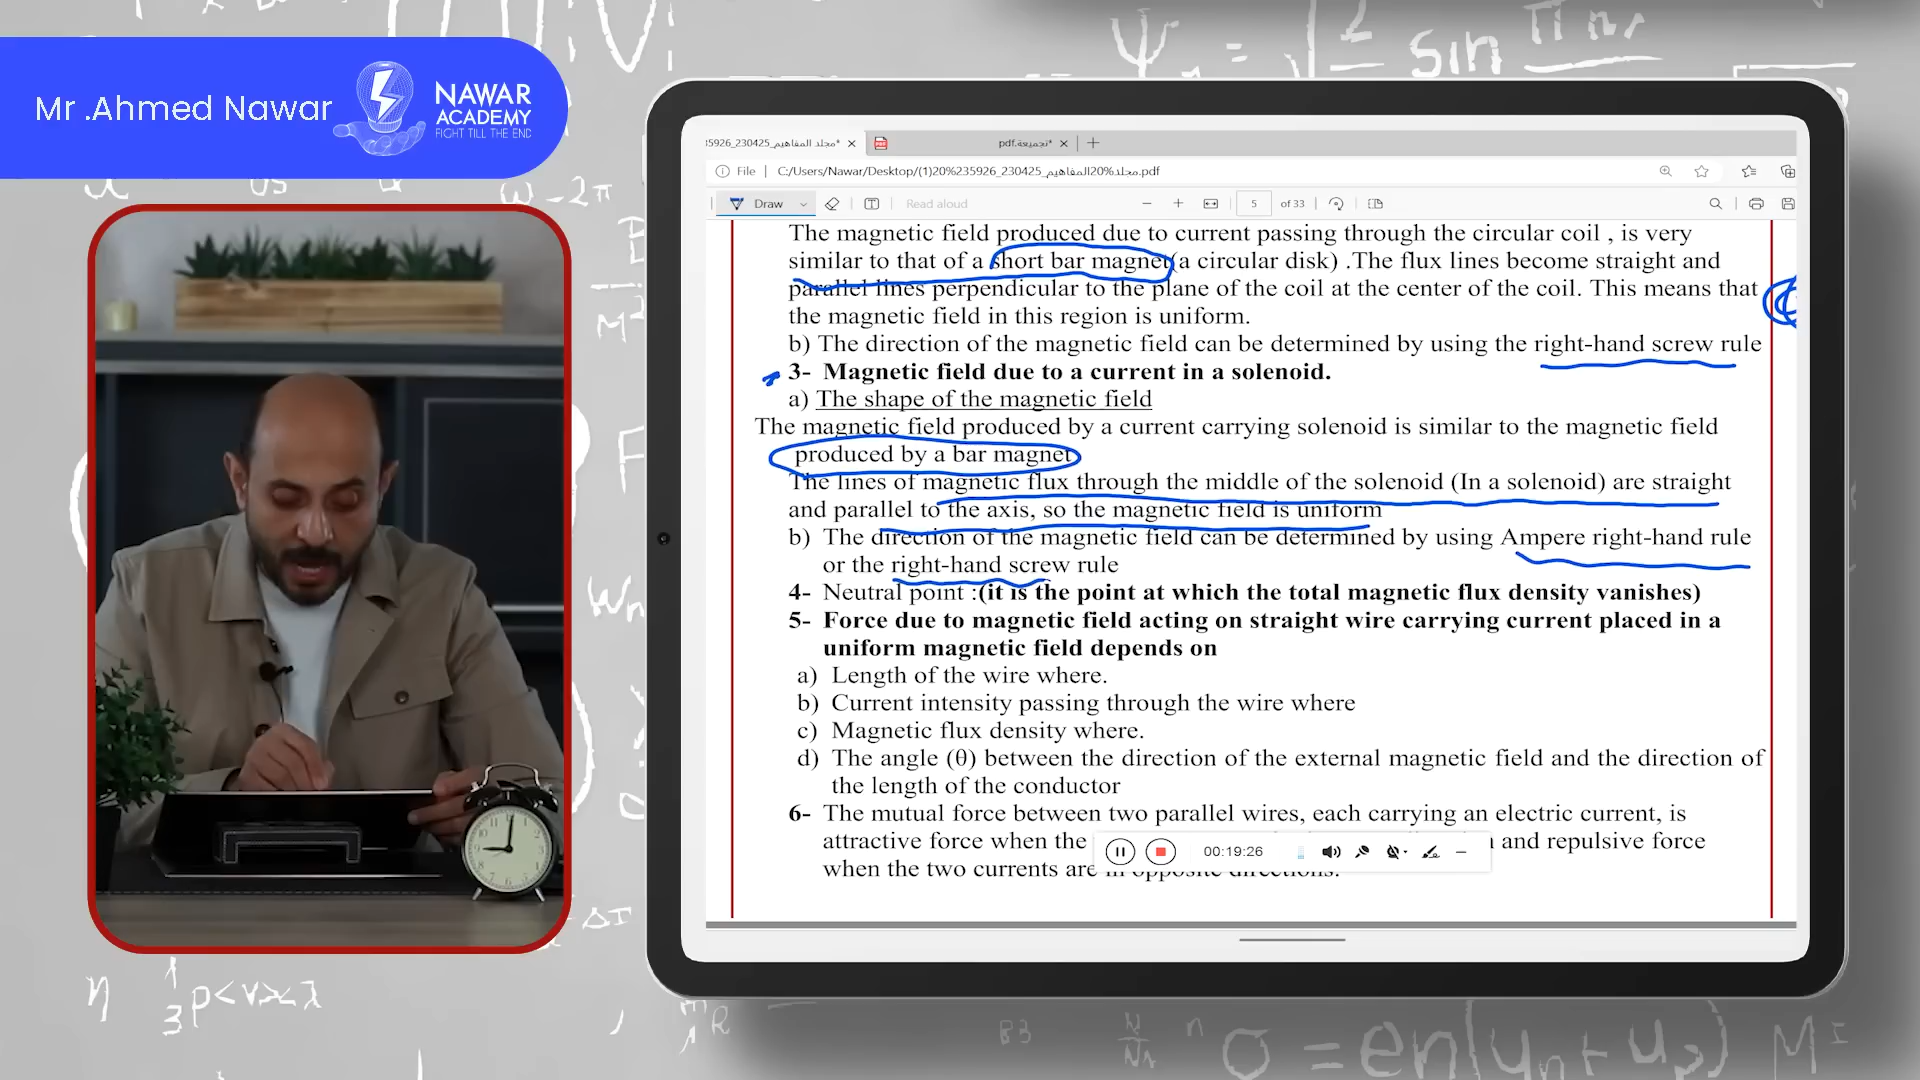 Mr .Ahmed Nawar
NAWAR
ACADEMY
FIGHT TILL THE END
35926_230425_مجلد المفاهيم*
تجميعة.pdf*
File
C:/Users/Nawar/Desktop/(1)20%235926_230425_مجلد%20المفاهيم.pdf
Draw
Read aloud
5
of 33
The magnetic field produced due to current passing through the circular coil , is very
similar to that of a short bar magnet(a circular disk) .The flux lines become straight and
parallel lines perpendicular to the plane of the coil at the center of the coil. This means that
the magnetic field in this region is uniform.
b) The direction of the magnetic field can be determined by using the right-hand screw rule
3- Magnetic field due to a current in a solenoid.
a) The shape of the magnetic field
The magnetic field produced by a current carrying solenoid is similar to the magnetic field
produced by a bar magnet
The lines of magnetic flux through the middle of the solenoid (In a solenoid) are straight
and parallel to the axis, so the magnetic field is uniform
b) The direction of the magnetic field can be determined by using Ampere right-hand rule
or the right-hand screw rule
4- Neutral point :(it is the point at which the total magnetic flux density vanishes)
5- Force due to magnetic field acting on straight wire carrying current placed in a
uniform magnetic field depends on
a) Length of the wire where.
b) Current intensity passing through the wire where
c) Magnetic flux density where.
d) The angle (θ) between the direction of the external magnetic field and the direction of
the length of the conductor
6- The mutual force between two parallel wires, each carrying an electric current, is
attractive force when the and repulsive force
when the two currents are in opposite directions.
00:19:26